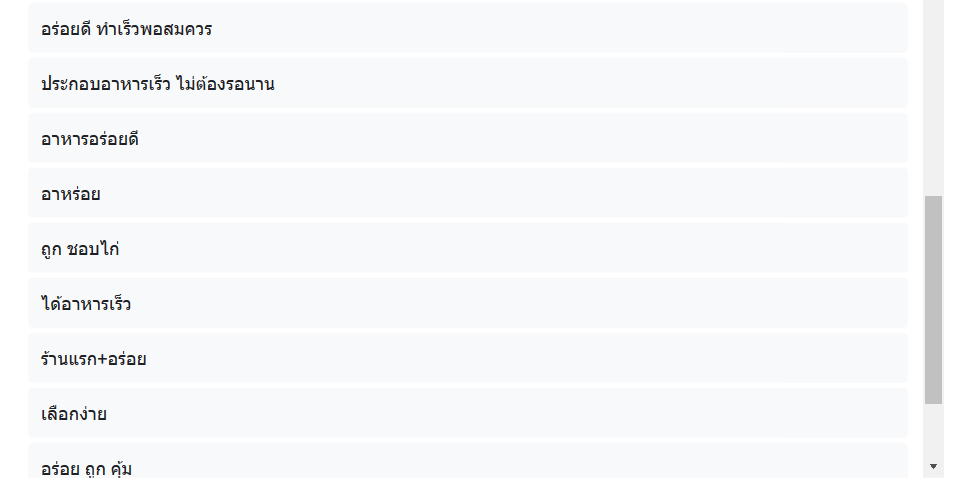 อร่อยดี ทำเร็วพอสมควร
ประกอบอาหารเร็ว ไม่ต้องรอนาน
อาหารอร่อยดี
อาหร่อย
ถูก ชอบไก่
ได้อาหารเร็ว
ร้านแรก+อร่อย
เลือกง่าย
อร่อย ถูก คุ้ม